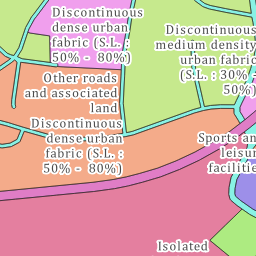 Discontinuous
dense urban
fabric (S.L. :
50% - 80%)
Discontinuous
medium density
urban fabric
(S.L. : 30% -
50%)
Other roads
and associated
land
Discontinuous
dense urban
fabric (S.L. :
50% - 80%)
Sports an
leisur
facilitie
Isolated